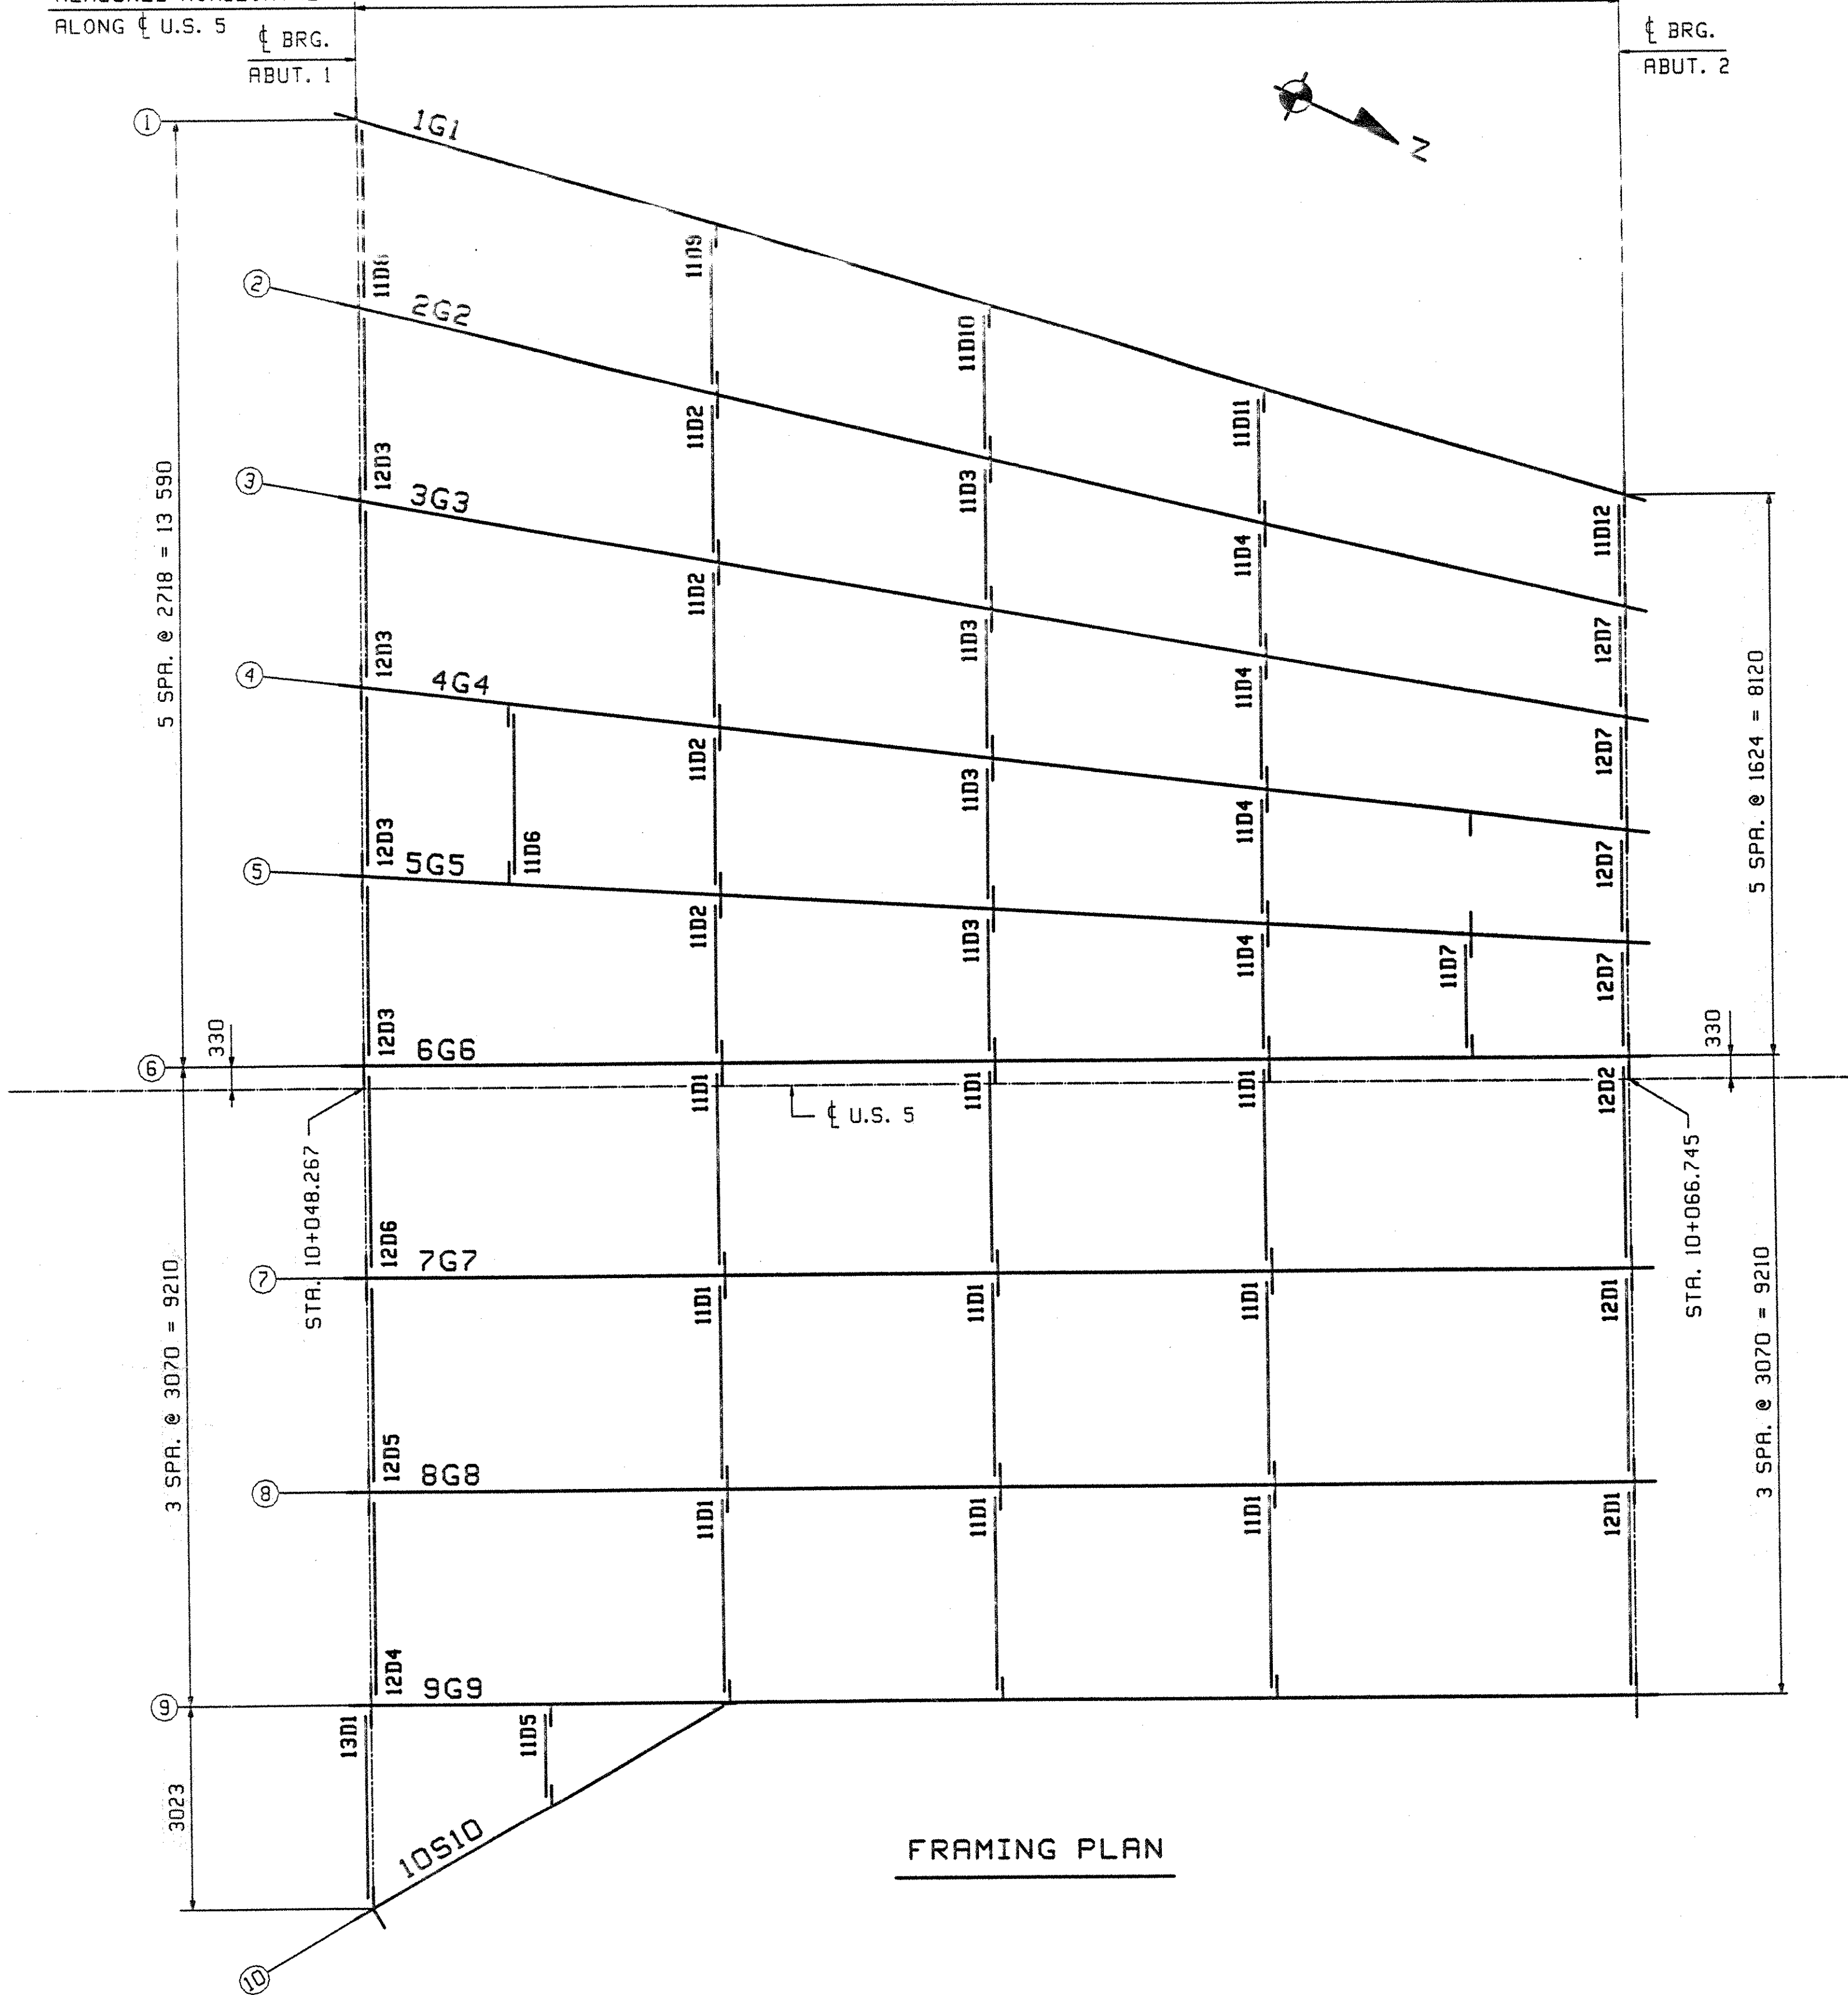 ALONG ℄ U.S. 5
℄ BRG.
ABUT. 1
℄ BRG.
ABUT. 2
N
1
1G1
2
11D8
2G2
11D9
11D10
11D11
11D12
3
12D3
3G3
11D2
11D3
11D4
12D7
4
12D3
4G4
11D2
11D3
11D4
12D7
5
12D3
5G5
11D6
11D2
11D3
11D4
12D7
6
12D3
6G6
11D2
11D3
11D4
11D7
12D7
5 SPA. @ 2718 = 13 590
5 SPA. @ 1624 = 8120
330
330
℄ U.S. 5
11D1
11D1
11D1
12D2
STA. 10+048.267
STA. 10+066.745
7
12D6
7G7
11D1
11D1
11D1
12D1
3 SPA. @ 3070 = 9210
3 SPA. @ 3070 = 9210
8
12D5
8G8
11D1
11D1
11D1
12D1
9
12D4
9G9
13D1
11D5
3023
10S10
10
FRAMING PLAN